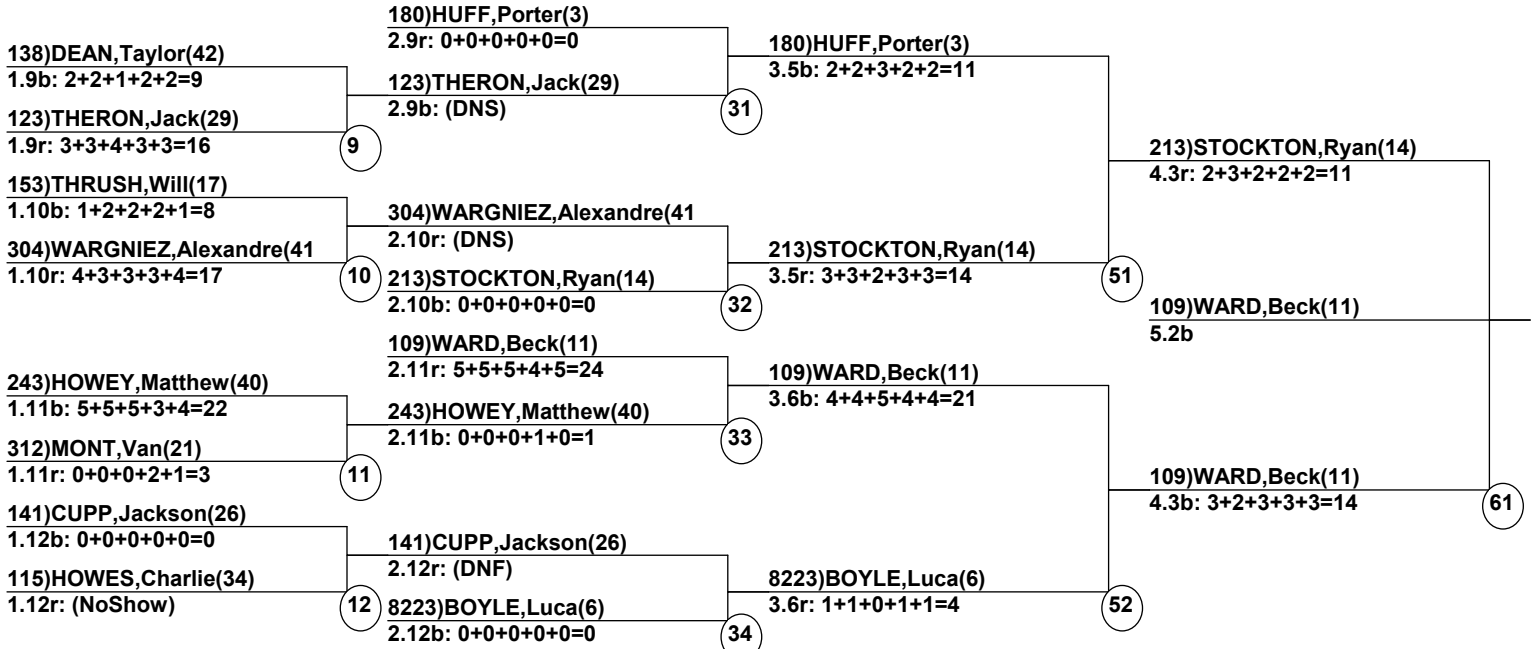 138)DEAN,Taylor(42)
1.9b: 2+2+1+2+2=9
123)THERON,Jack(29)
1.9r: 3+3+4+3+3=16
9
153)THRUSH,Will(17)
1.10b: 1+2+2+2+1=8
304)WARGNIEZ,Alexandre(41
1.10r: 4+3+3+3+4=17
10
243)HOWEY,Matthew(40)
1.11b: 5+5+5+3+4=22
312)MONT,Van(21)
1.11r: 0+0+0+2+1=3
11
141)CUPP,Jackson(26)
1.12b: 0+0+0+0+0=0
115)HOWES,Charlie(34)
1.12r: (NoShow)
12
180)HUFF,Porter(3)
2.9r: 0+0+0+0+0=0
123)THERON,Jack(29)
2.9b: (DNS)
31
304)WARGNIEZ,Alexandre(41
2.10r: (DNS)
213)STOCKTON,Ryan(14)
2.10b: 0+0+0+0+0=0
32
109)WARD,Beck(11)
2.11r: 5+5+5+4+5=24
243)HOWEY,Matthew(40)
2.11b: 0+0+0+1+0=1
33
141)CUPP,Jackson(26)
2.12r: (DNF)
8223)BOYLE,Luca(6)
2.12b: 0+0+0+0+0=0
34
180)HUFF,Porter(3)
3.5b: 2+2+3+2+2=11
213)STOCKTON,Ryan(14)
3.5r: 3+3+2+3+3=14
51
109)WARD,Beck(11)
3.6b: 4+4+5+4+4=21
8223)BOYLE,Luca(6)
3.6r: 1+1+0+1+1=4
52
213)STOCKTON,Ryan(14)
4.3r: 2+3+2+2+2=11
109)WARD,Beck(11)
5.2b
109)WARD,Beck(11)
4.3b: 3+2+3+3+3=14
61